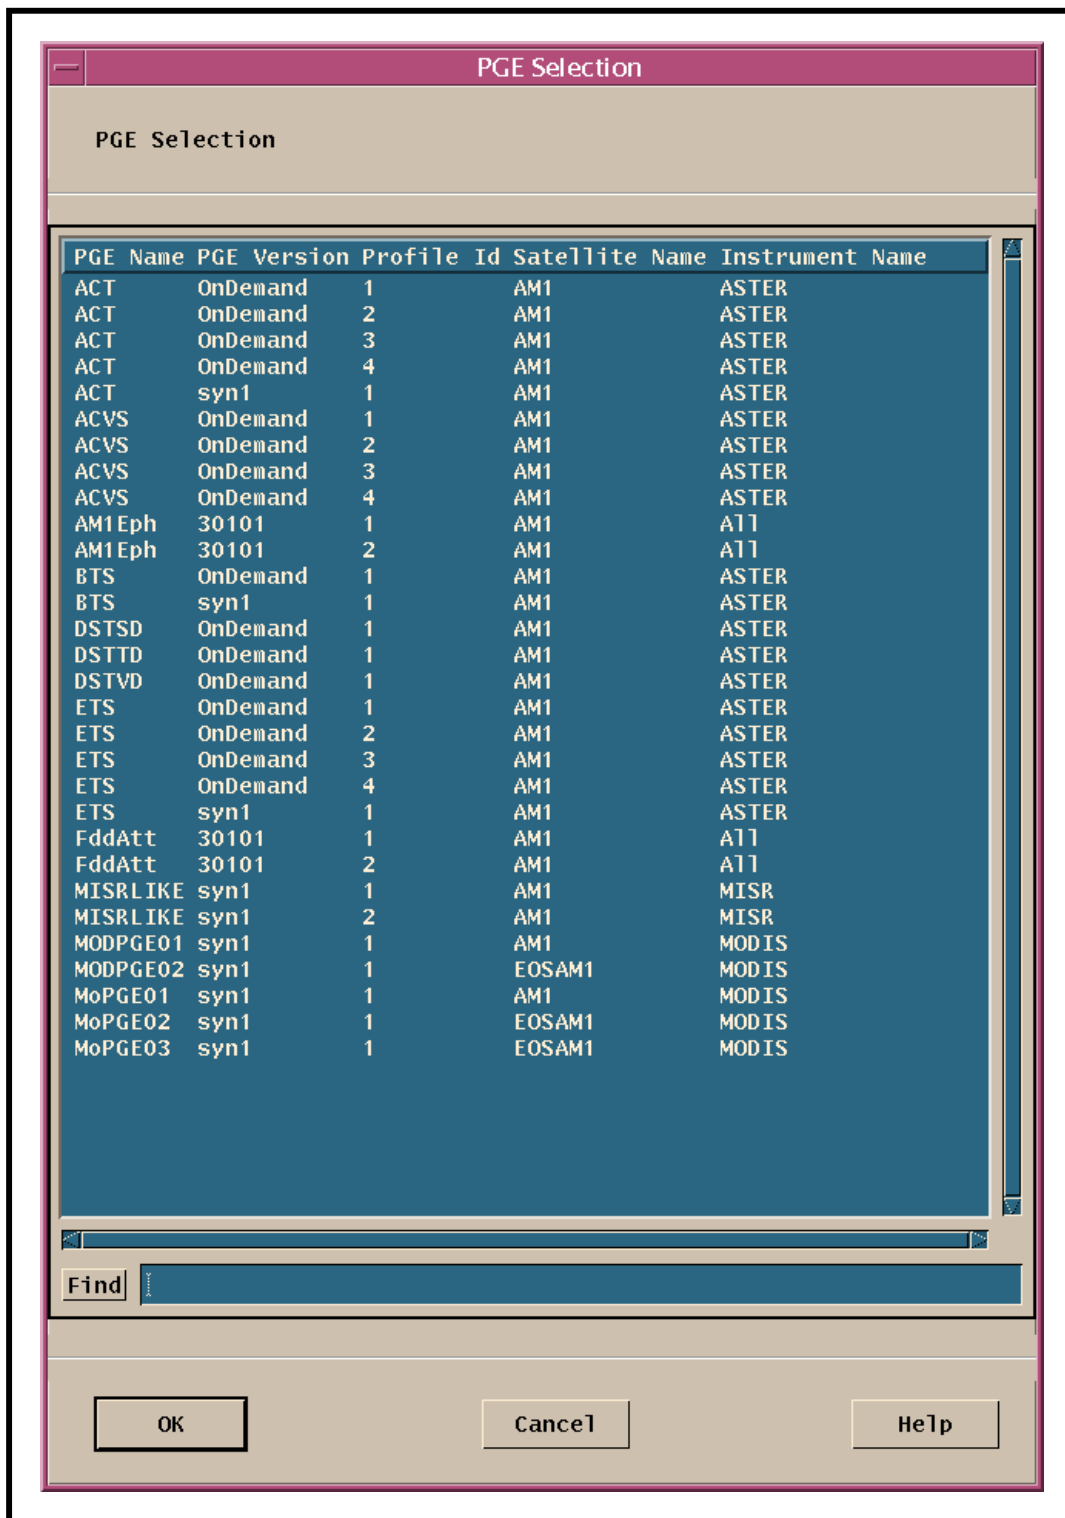 PGE Selection
PGE Selection
PGE Name PGE Version Profile Id Satellite Name Instrument Name
ACT OnDemand 1 AM1 ASTER
ACT OnDemand 2 AM1 ASTER
ACT OnDemand 3 AM1 ASTER
ACT OnDemand 4 AM1 ASTER
ACT syn1 1 AM1 ASTER
ACVS OnDemand 1 AM1 ASTER
ACVS OnDemand 2 AM1 ASTER
ACVS OnDemand 3 AM1 ASTER
ACVS OnDemand 4 AM1 ASTER
AM1Eph 30101 1 AM1 All
AM1Eph 30101 2 AM1 All
BTS OnDemand 1 AM1 ASTER
BTS syn1 1 AM1 ASTER
DSTSD OnDemand 1 AM1 ASTER
DSTTD OnDemand 1 AM1 ASTER
DSTVD OnDemand 1 AM1 ASTER
ETS OnDemand 1 AM1 ASTER
ETS OnDemand 2 AM1 ASTER
ETS OnDemand 3 AM1 ASTER
ETS OnDemand 4 AM1 ASTER
ETS syn1 1 AM1 ASTER
FddAtt 30101 1 AM1 All
FddAtt 30101 2 AM1 All
MISRLIKE syn1 1 AM1 MISR
MISRLIKE syn1 2 AM1 MISR
MODPGE01 syn1 1 AM1 MODIS
MODPGE02 syn1 1 EOSAM1 MODIS
MoPGE01 syn1 1 AM1 MODIS
MoPGE02 syn1 1 EOSAM1 MODIS
MoPGE03 syn1 1 EOSAM1 MODIS
Find
OK Cancel Help